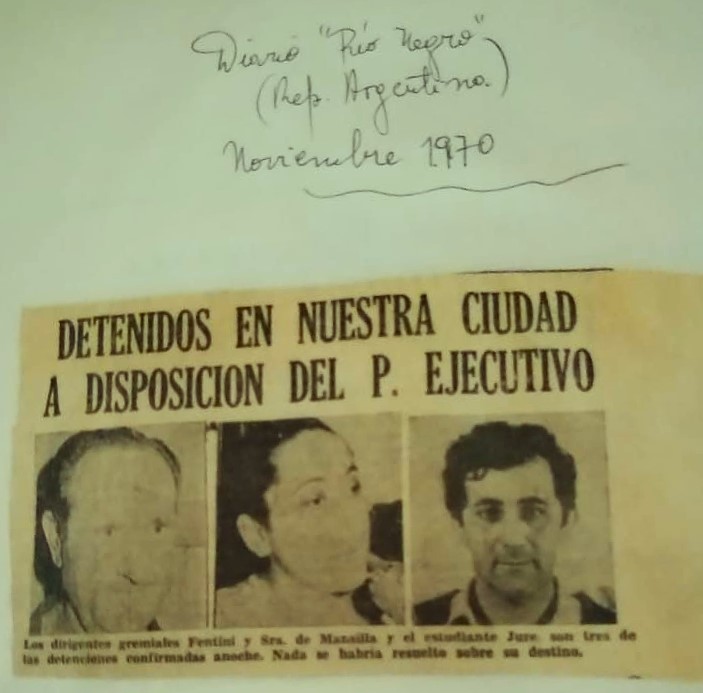 Diario "Río Negro"
(Rep. Argentina.)
Noviembre 1970
DETENIDOS EN NUESTRA CIUDAD
A DISPOSICION DEL P. EJECUTIVO
Los dirigentes gremiales Fentini y Sra. de Mansilla y el estudiante Jure, son tres de
las detenciones confirmadas anoche. Nada se habría resuelto sobre su destino.